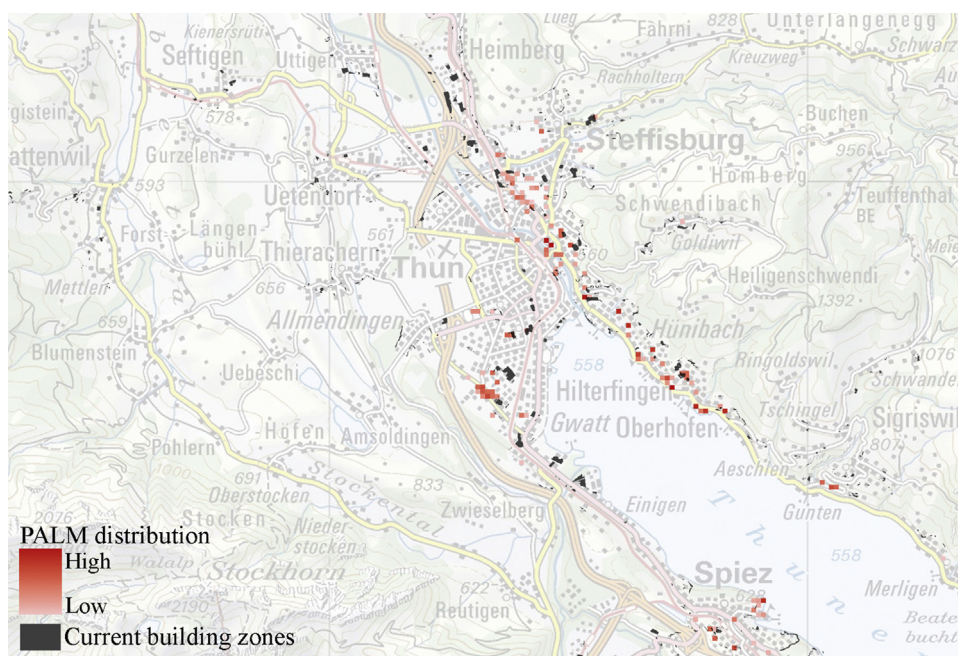 Kienersrüti
Lueg
Fahrni
828
Unterlangenegg
Seftigen
Uttigen
Heimberg
Kreuzweg
Schwarz
Rachholtern
gistein
578
Buchen
Steffisburg
attenwil
Gurzelen
956
Homberg
593
Uetendorf
Schwendibach
Teuffenthal
BE
Forst
Längen-
bühl
561
Goldiwil
Thierachern
Thun
Heiligenschwendi
Mettlen
656
1392
Allmendingen
Hünibach
659
Blumenstein
558
Ringoldswil
1076
Uebeschi
Hilterfingen
Schwande
Gwatt
Oberhofen
Tschingel
Sigriswil
Pohlern
Höfen
Amsoldingen
807
Aeschlen
1000
691
Oberstocken
Stockental
833
Zwieselberg
Einigen
Gunten
2076
Stocken
Nieder-
stocken
Thune
558
PALM distribution
High
Walalp
Stockhorn
Spiez
622
Merligen
Low
2190
Reutigen
Beate
bucht
Current building zones